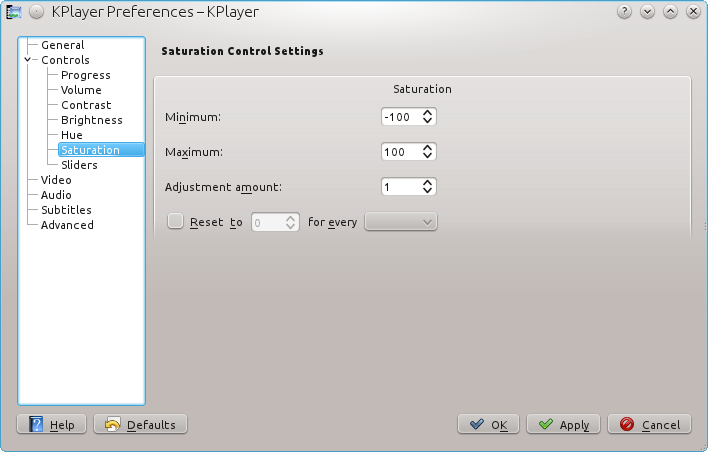 KPlayer Preferences – KPlayer
General
Controls
Progress
Volume
Contrast
Brightness
Hue
Saturation
Sliders
Video
Audio
Subtitles
Advanced
Saturation Control Settings
Saturation
Minimum: -100
Maximum: 100
Adjustment amount: 1
Reset to 0 for every
Help Defaults OK Apply Cancel